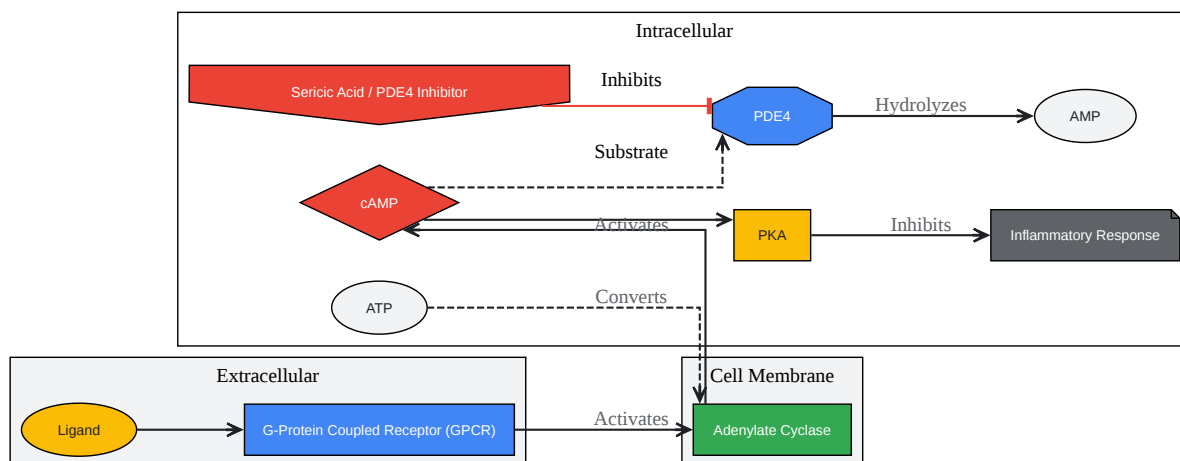 Intracellular
Sericic Acid / PDE4 Inhibitor
Inhibits
PDE4
Hydrolyzes
AMP
Substrate
cAMP
Activates
PKA
Inhibits
Inflammatory Response
ATP
Converts
Extracellular
Cell Membrane
Ligand
G-Protein Coupled Receptor (GPCR)
Activates
Adenylate Cyclase